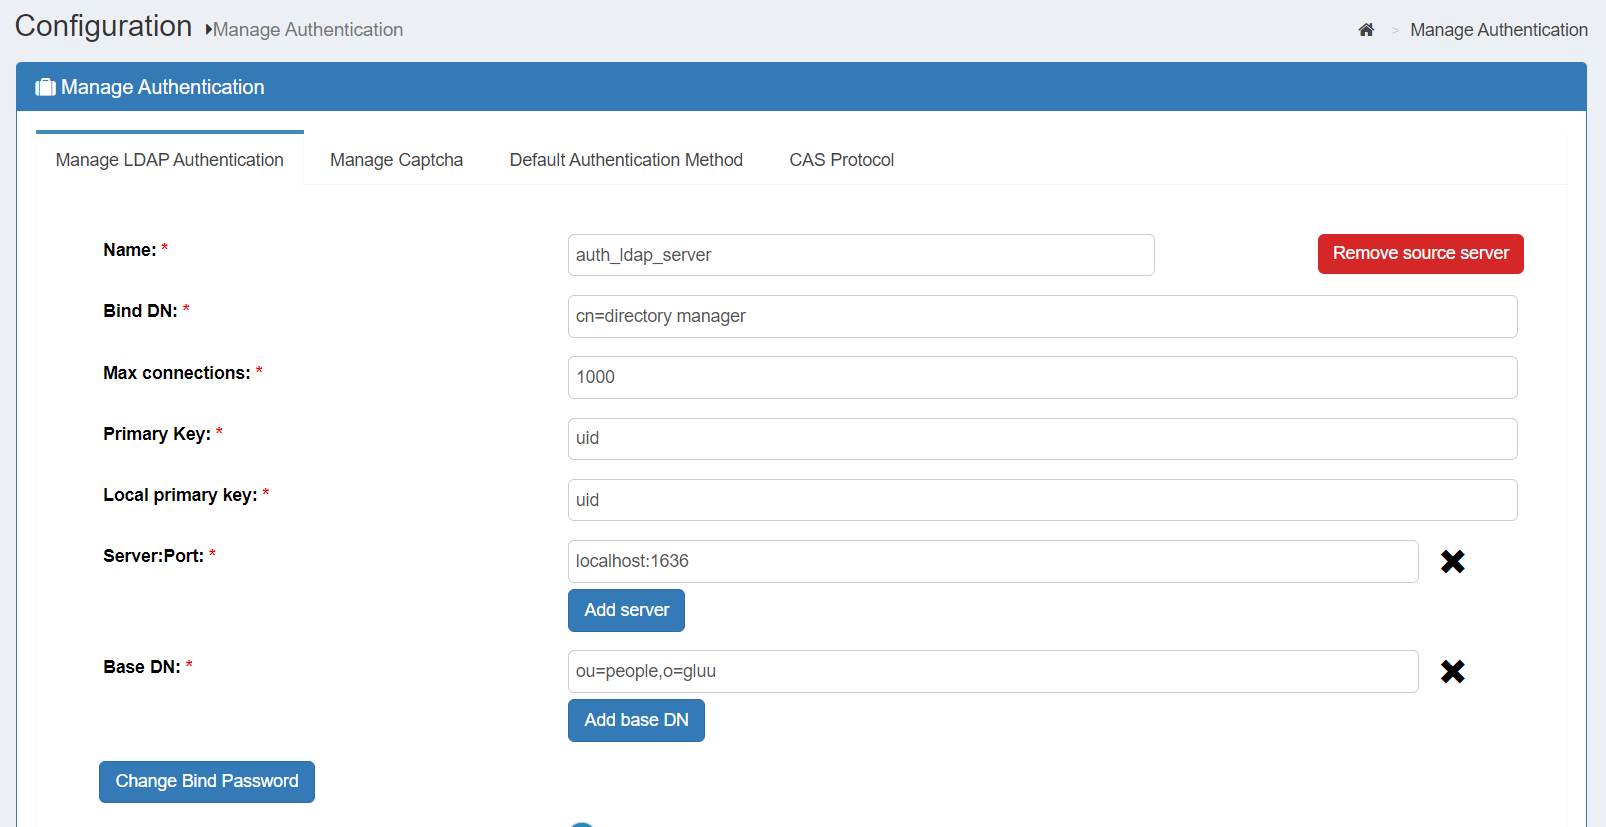 Configuration Manage Authentication
> Manage Authentication
Manage Authentication
Manage LDAP Authentication Manage Captcha Default Authentication Method CAS Protocol
Name: * auth_ldap_server Remove source server
Bind DN: * cn=directory manager
Max connections: * 1000
Primary Key: * uid
Local primary key: * uid
Server:Port: * localhost:1636
Add server
Base DN: * ou=people,o=gluu
Add base DN
Change Bind Password